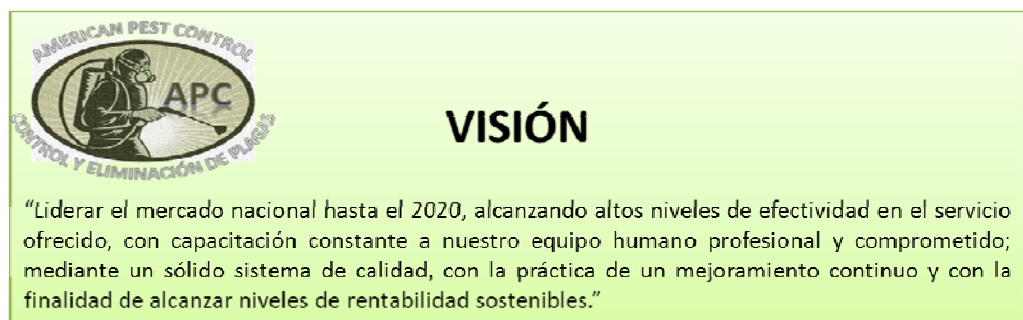 AMERICAN PEST CONTROL
APC
CONTROL Y ELIMINACIÓN DE PLAGAS
VISIÓN
“Liderar el mercado nacional hasta el 2020, alcanzando altos niveles de efectividad en el servicio
ofrecido, con capacitación constante a nuestro equipo humano profesional y comprometido;
mediante un sólido sistema de calidad, con la práctica de un mejoramiento continuo y con la
finalidad de alcanzar niveles de rentabilidad sostenibles.”